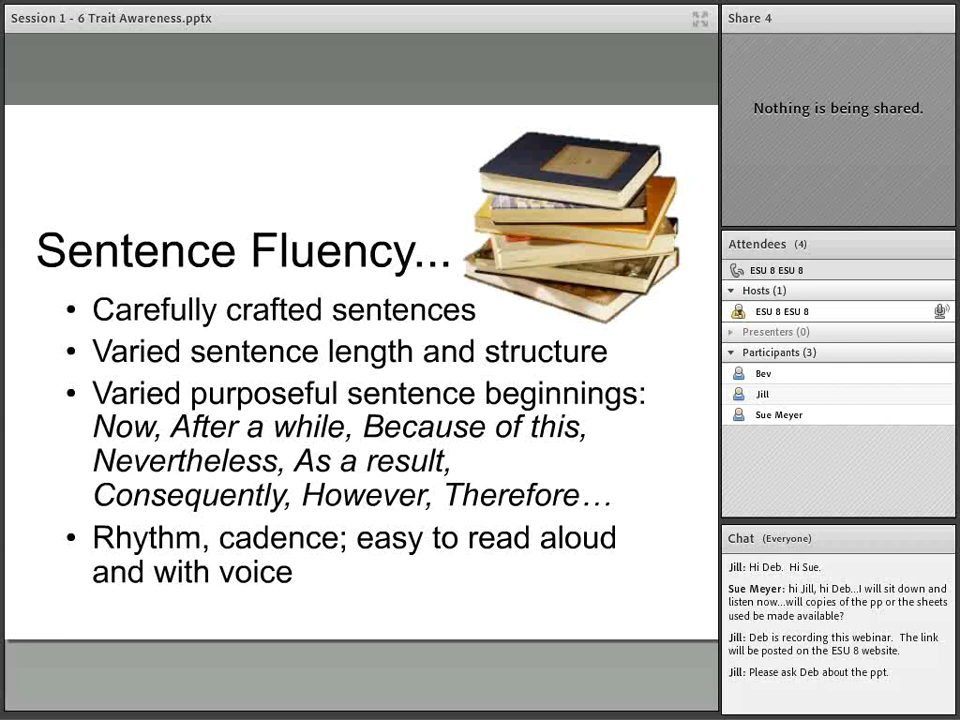 Session 1 - 6 Trait Awareness.pptx
Sentence Fluency...
• Carefully crafted sentences
• Varied sentence length and structure
• Varied purposeful sentence beginnings:
Now, After a while, Because of this,
Nevertheless, As a result,
Consequently, However, Therefore…
• Rhythm, cadence; easy to read aloud
and with voice
Share 4
Nothing is being shared.
Attendees (4)
ESU 8 ESU 8
Hosts (1)
ESU 8 ESU 8
Presenters (0)
Participants (3)
Bev
Jill
Sue Meyer
Chat (Everyone)
Jill: Hi Deb. Hi Sue.
Sue Meyer: hi Jill, hi Deb...I will sit down and
listen now...will copies of the pp or the sheets
used be made available?
Jill: Deb is recording this webinar. The link
will be posted on the ESU 8 website.
Jill: Please ask Deb about the ppt.